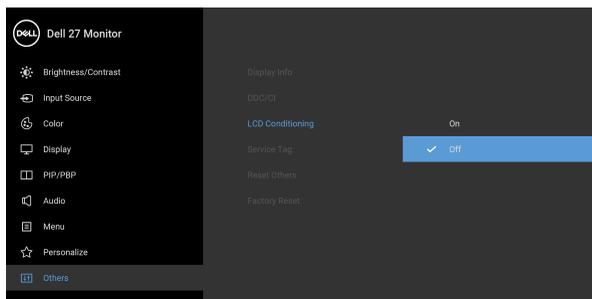 DELL Dell 27 Monitor
Brightness/Contrast
Input Source
Color
Display
PIP/PBP
Audio
Menu
Personalize
Others
Display Info
DDC/CI
LCD Conditioning
Service Tag
Reset Others
Factory Reset
On
Off